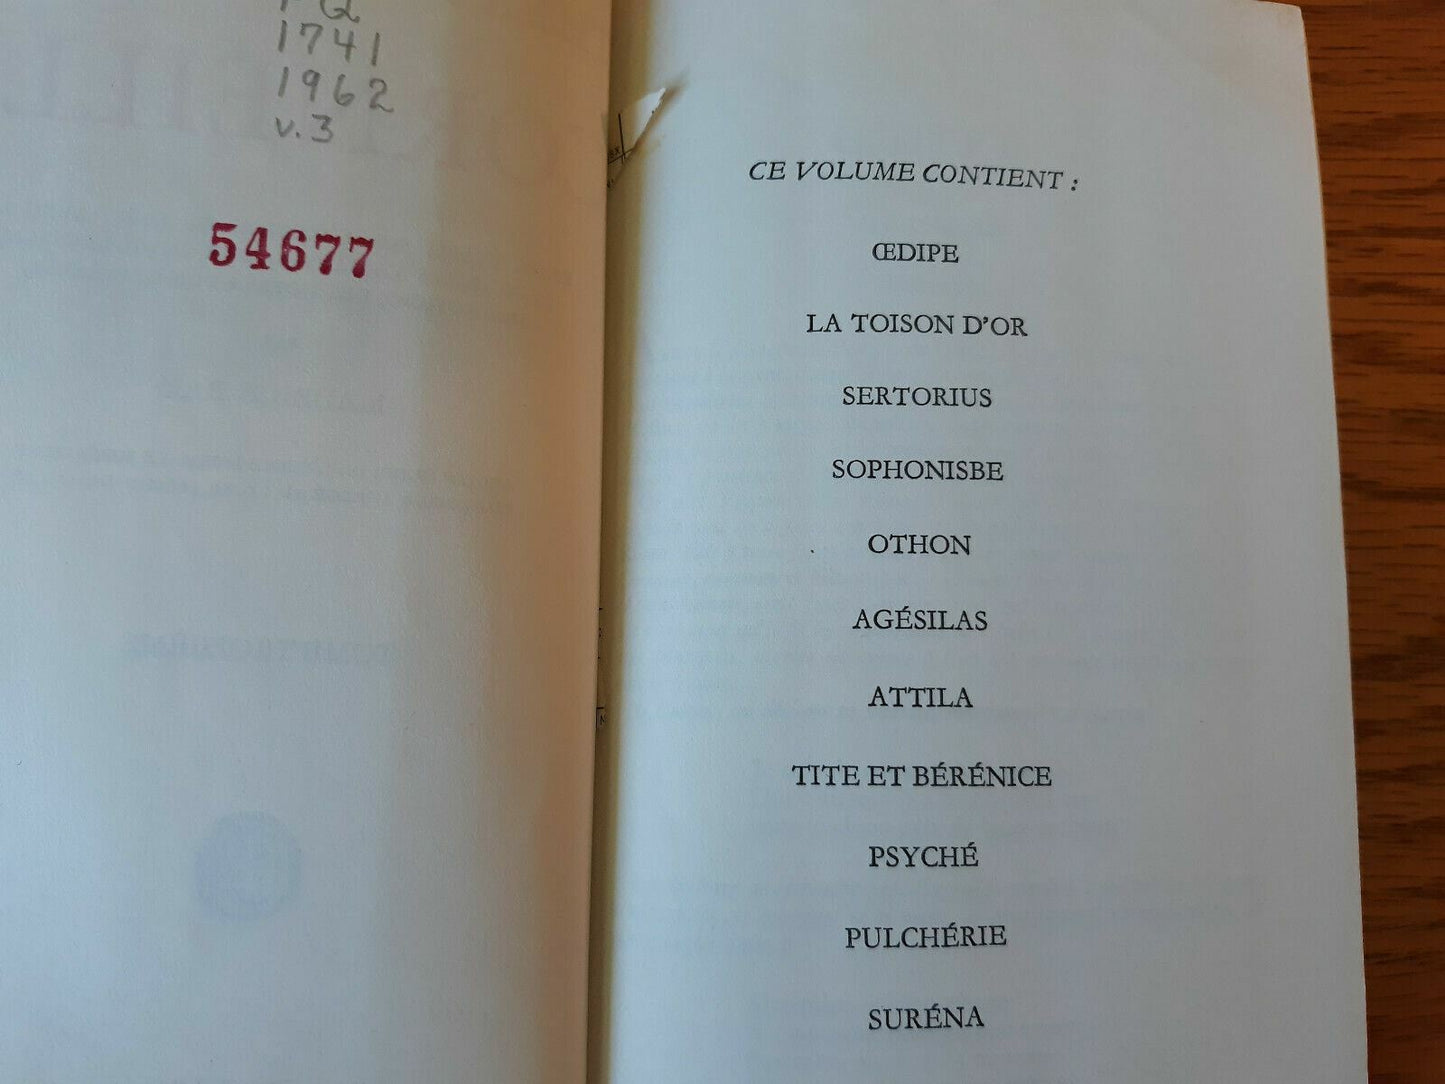 1741
1962
v.3
54677
CE VOLUME CONTIENT :
ŒDIPE
LA TOISON D'OR
SERTORIUS
SOPHONISBE
OTHON
AGÉSILAS
ATTILA
TITE ET BÉRÉNICE
PSYCHÉ
PULCHÉRIE
SURÉNA